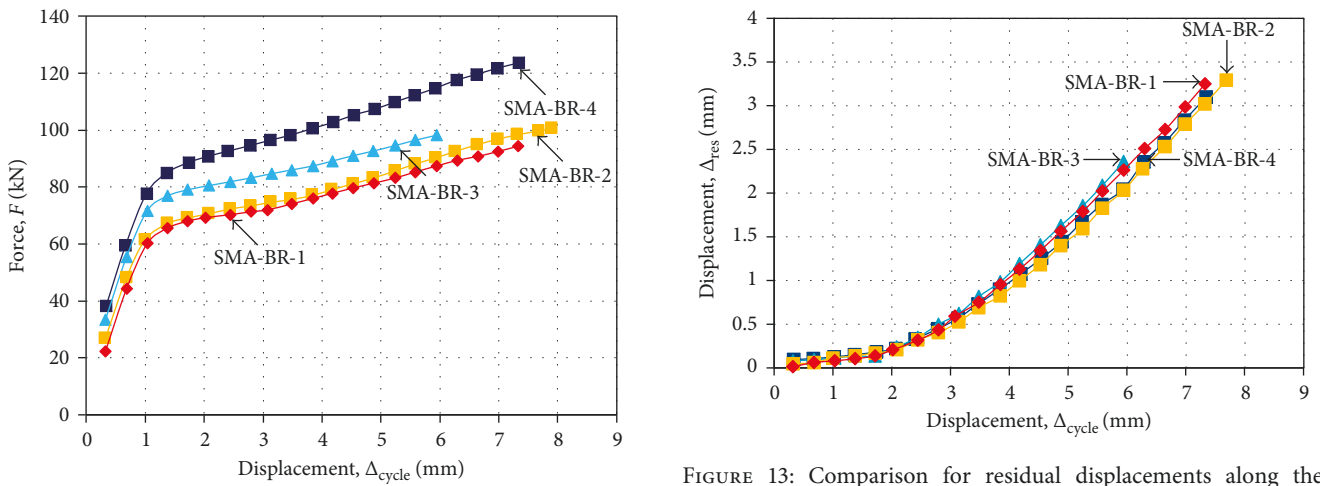 140
120
100
80
60
40
20
0
Force, F (kN)
SMA-BR-4
SMA-BR-2
SMA-BR-3
SMA-BR-1
0 1 2 3 4 5 6 7 8 9
Displacement, Δcycle (mm)
4
3.5
3
2.5
2
1.5
1
0.5
0
Displacement, Δres (mm)
SMA-BR-2
SMA-BR-1
SMA-BR-3
SMA-BR-4
0 1 2 3 4 5 6 7 8 9
Displacement, Δcycle (mm)
FIGURE 13: Comparison for residual displacements along the